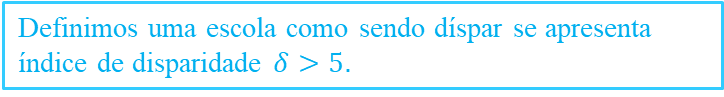 Definimos uma escola como sendo díspar se apresenta
índice de disparidade δ > 5.